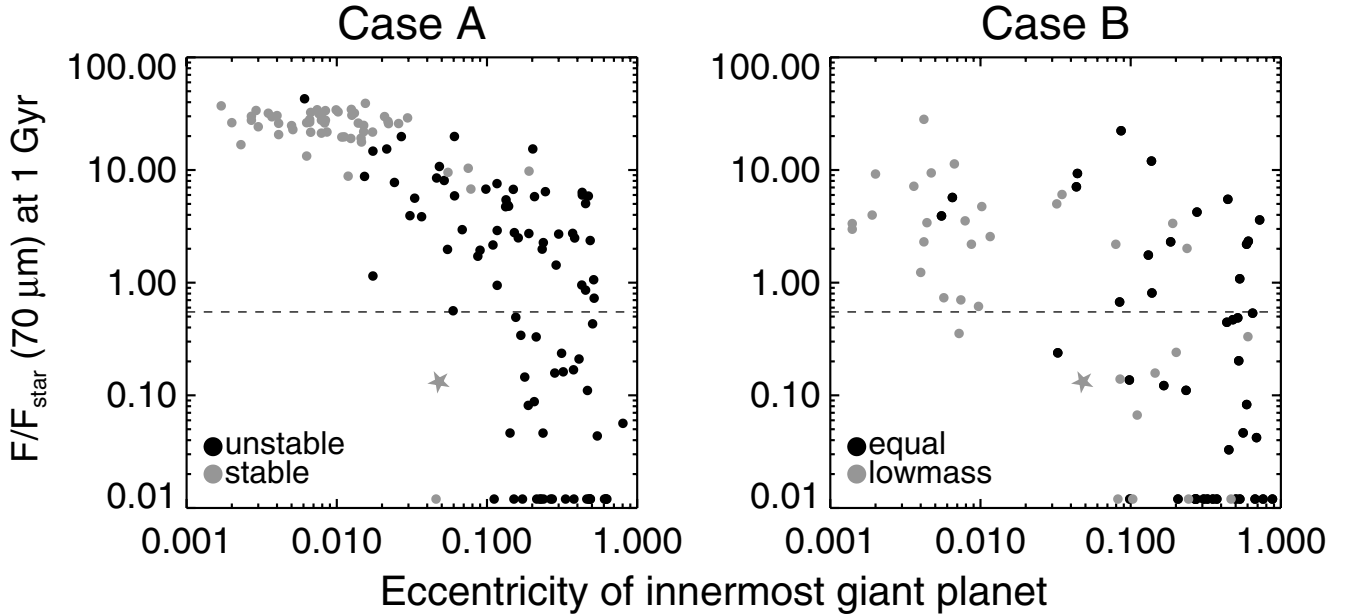 Case A Case B
100.00 100.00
10.00 10.00
1.00 1.00
0.10 0.10
0.01 0.01
F/Fstar (70 μm) at 1 Gyr
unstable equal
stable lowmass
0.001 0.010 0.100 1.000 0.001 0.010 0.100 1.000
Eccentricity of innermost giant planet